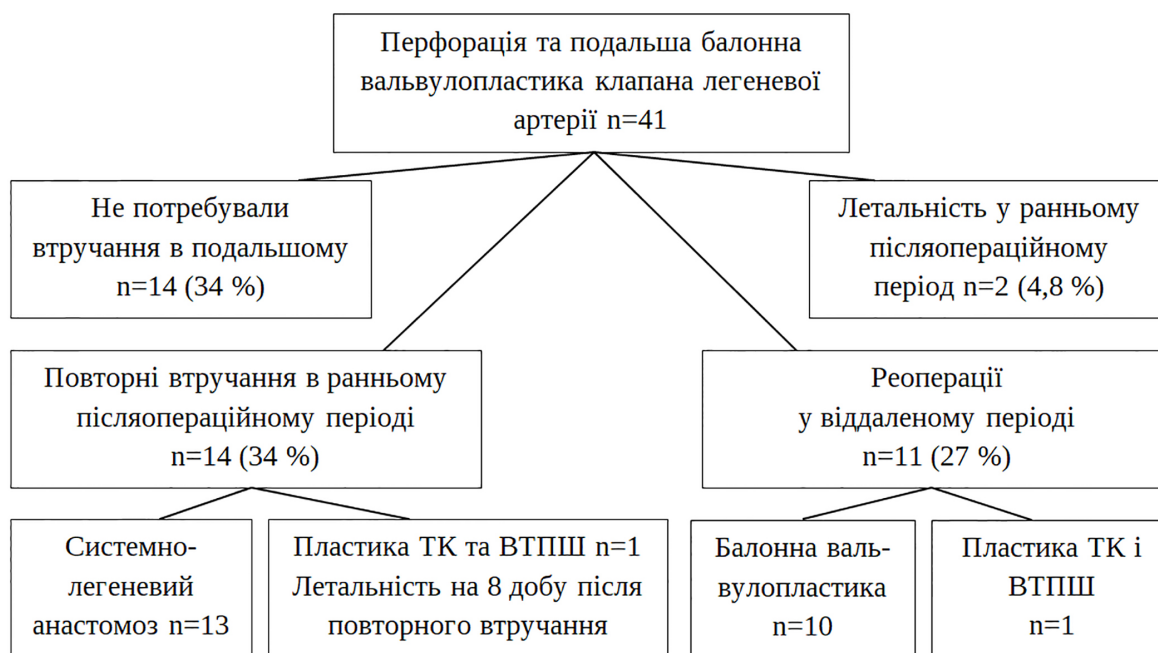 Перфорація та подальша балонна
вальвулопластика клапана легеневої
артерії n=41
Не потребували
втручання в подальшому
n=14 (34 %)
Летальність у ранньому
післяопераційному
період n=2 (4,8 %)
Повторні втручання в ранньому
післяопераційному періоді
n=14 (34 %)
Реоперації
у віддаленому періоді
n=11 (27 %)
Системно-
легеневий
анастомоз n=13
Пластика ТК та ВТПШ n=1
Летальність на 8 добу після
повторного втручання
Балонна валь-
вулопластика
n=10
Пластика ТК і
ВТПШ
n=1